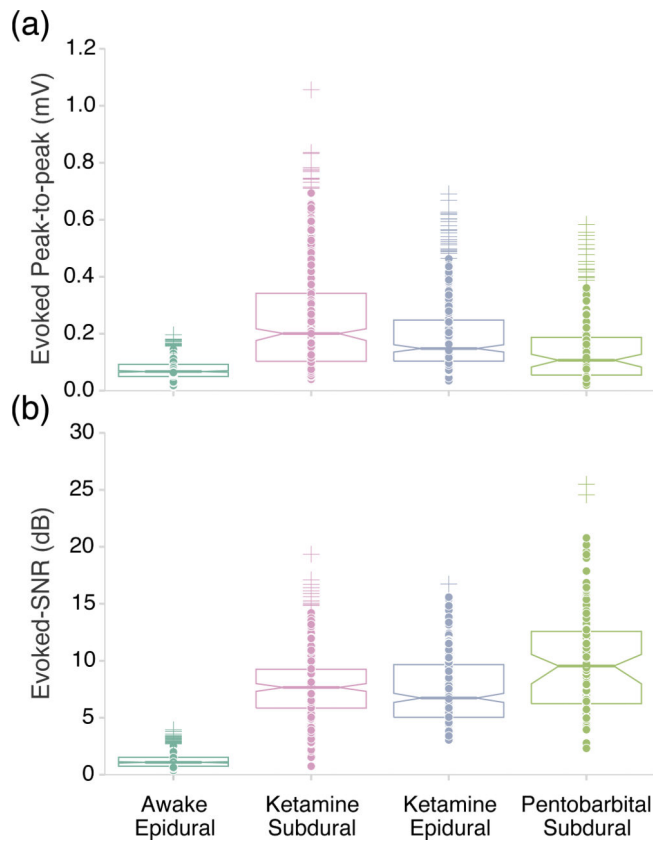 (a)
Evoked Peak-to-peak (mV)
1.2
1.0
0.8
0.6
0.4
0.2
0.0
(b)
Evoked-SNR (dB)
30
25
20
15
10
5
0
Awake Epidural
Ketamine Subdural
Ketamine Epidural
Pentobarbital Subdural